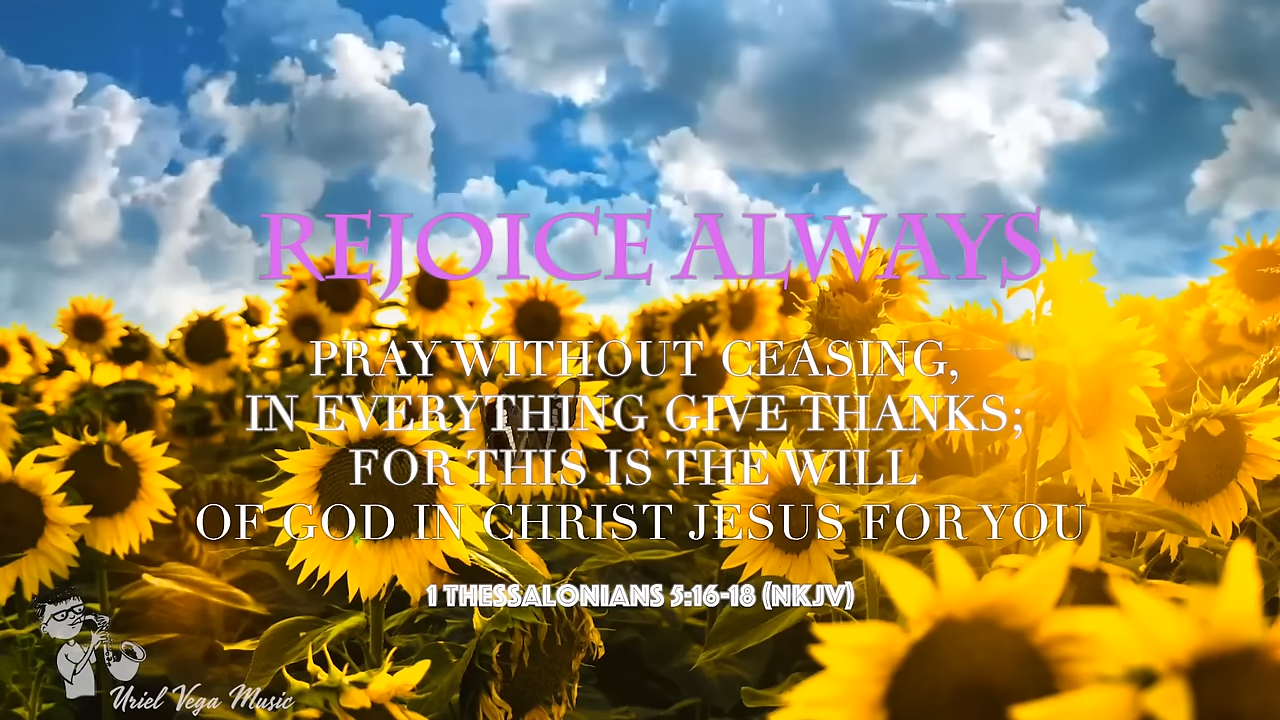 REJOICE ALWAYS
PRAY WITHOUT CEASING,
IN EVERYTHING GIVE THANKS;
FOR THIS IS THE WILL
OF GOD IN CHRIST JESUS FOR YOU
1 THESSALONIANS 5:16-18 (NKJV)
Uriel Vega Music